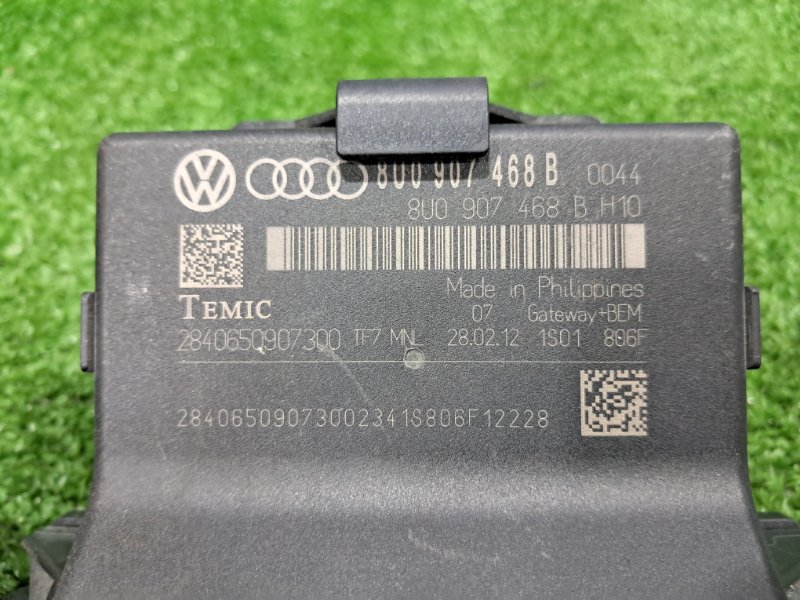 8U0 907 468 B 0044
8U0 907 468 B H10
Made in Philippines
TEMIC 07 Gateway+BEM
2840650907300 TF7 MNL 28.02.12 1S01 806F
28406509073002341S806F12228